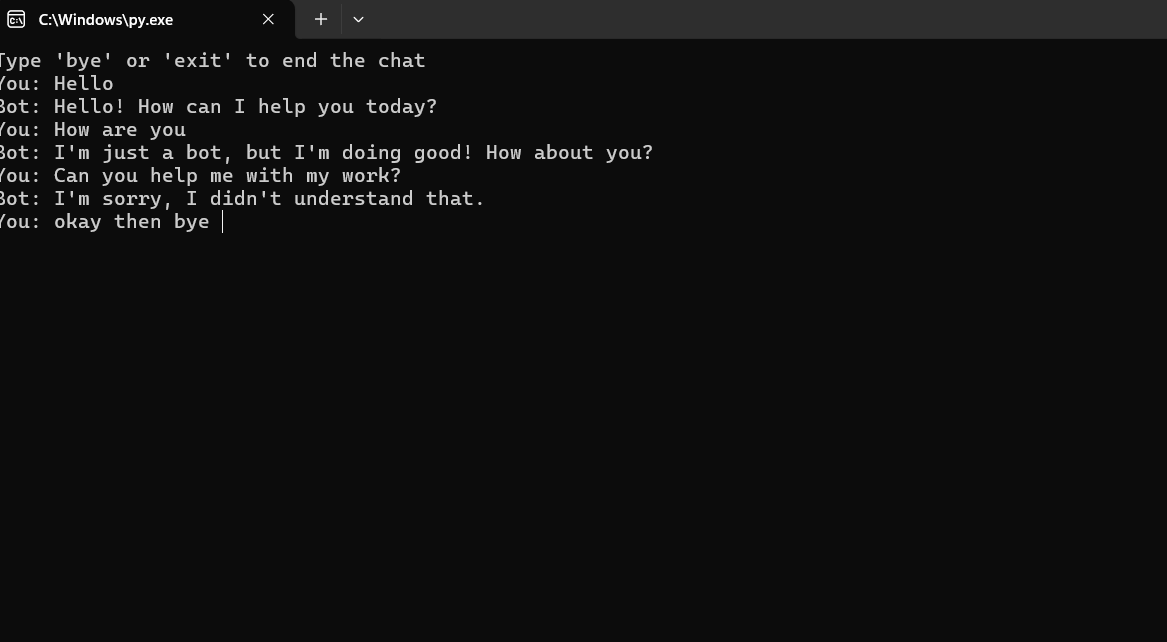 C:\Windows\py.exe
Type 'bye' or 'exit' to end the chat
You: Hello
Bot: Hello! How can I help you today?
You: How are you
Bot: I'm just a bot, but I'm doing good! How about you?
You: Can you help me with my work?
Bot: I'm sorry, I didn't understand that.
You: okay then bye